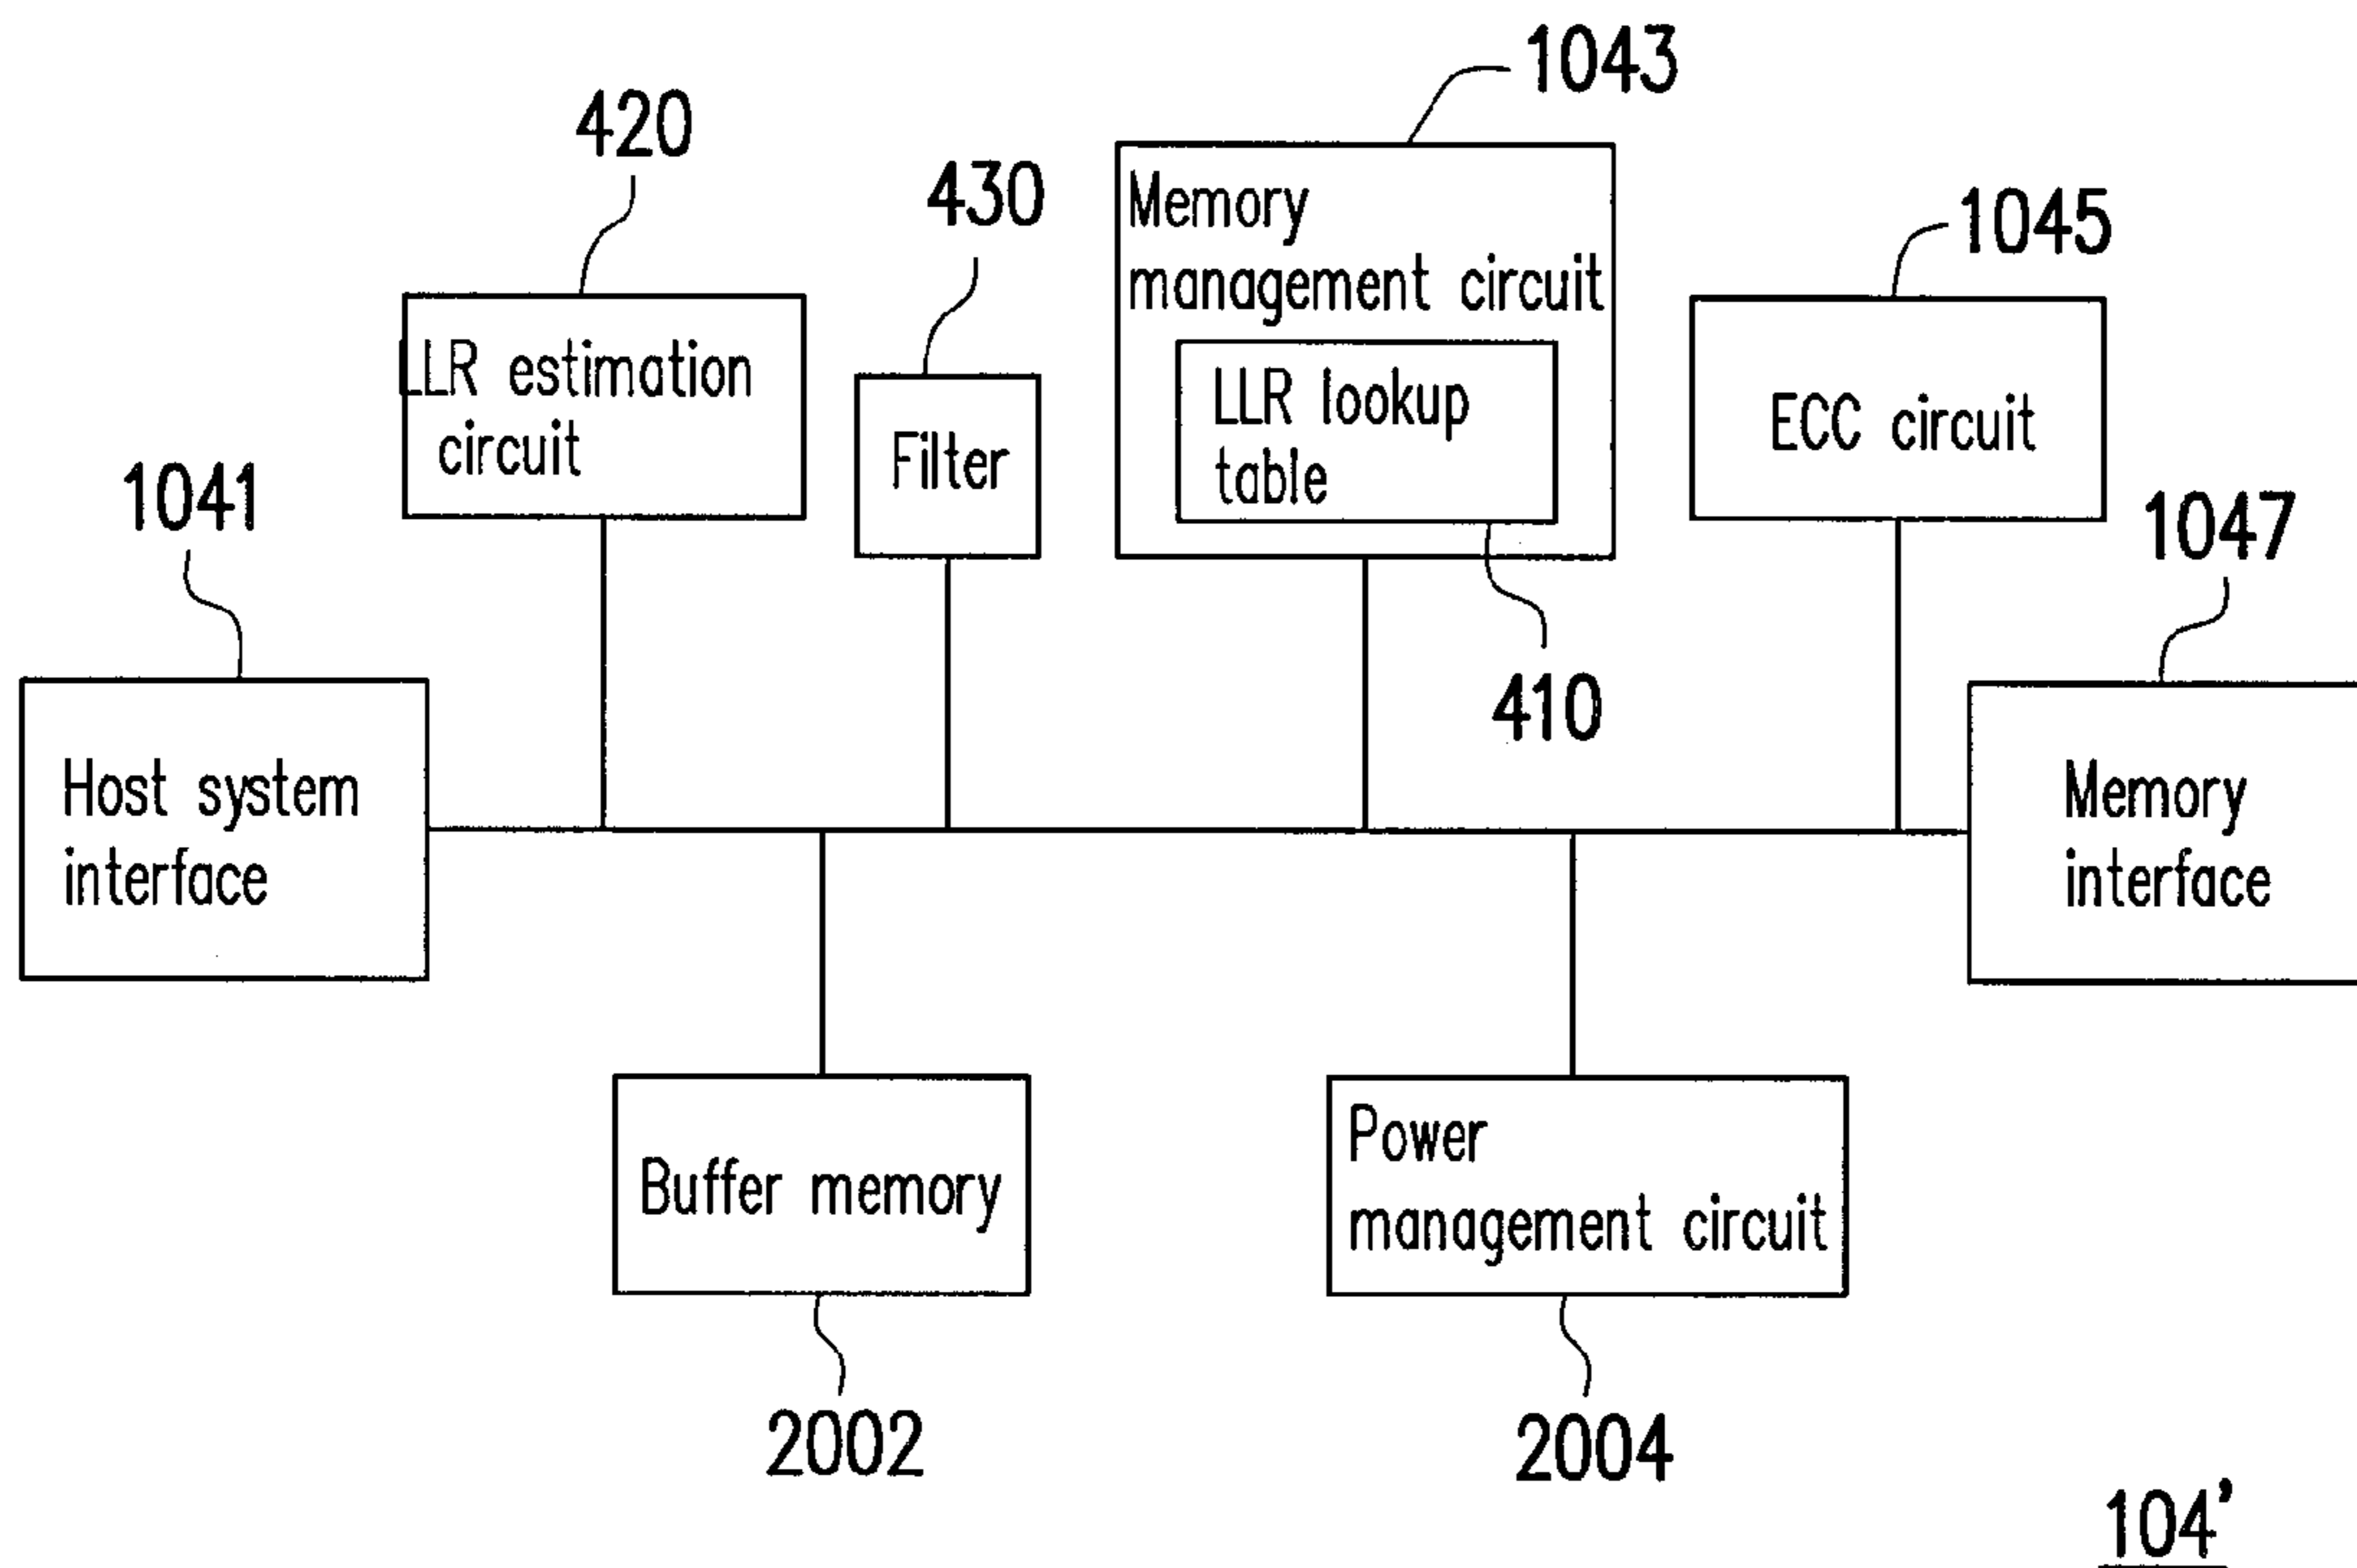 1043
420
430
Memory
management circuit
1045
LLR estimation
circuit
LLR lookup
table
Filter
ECC circuit
1041
1047
410
Host system
interface
Memory
interface
Buffer memory
Power
management circuit
2002
2004
104'